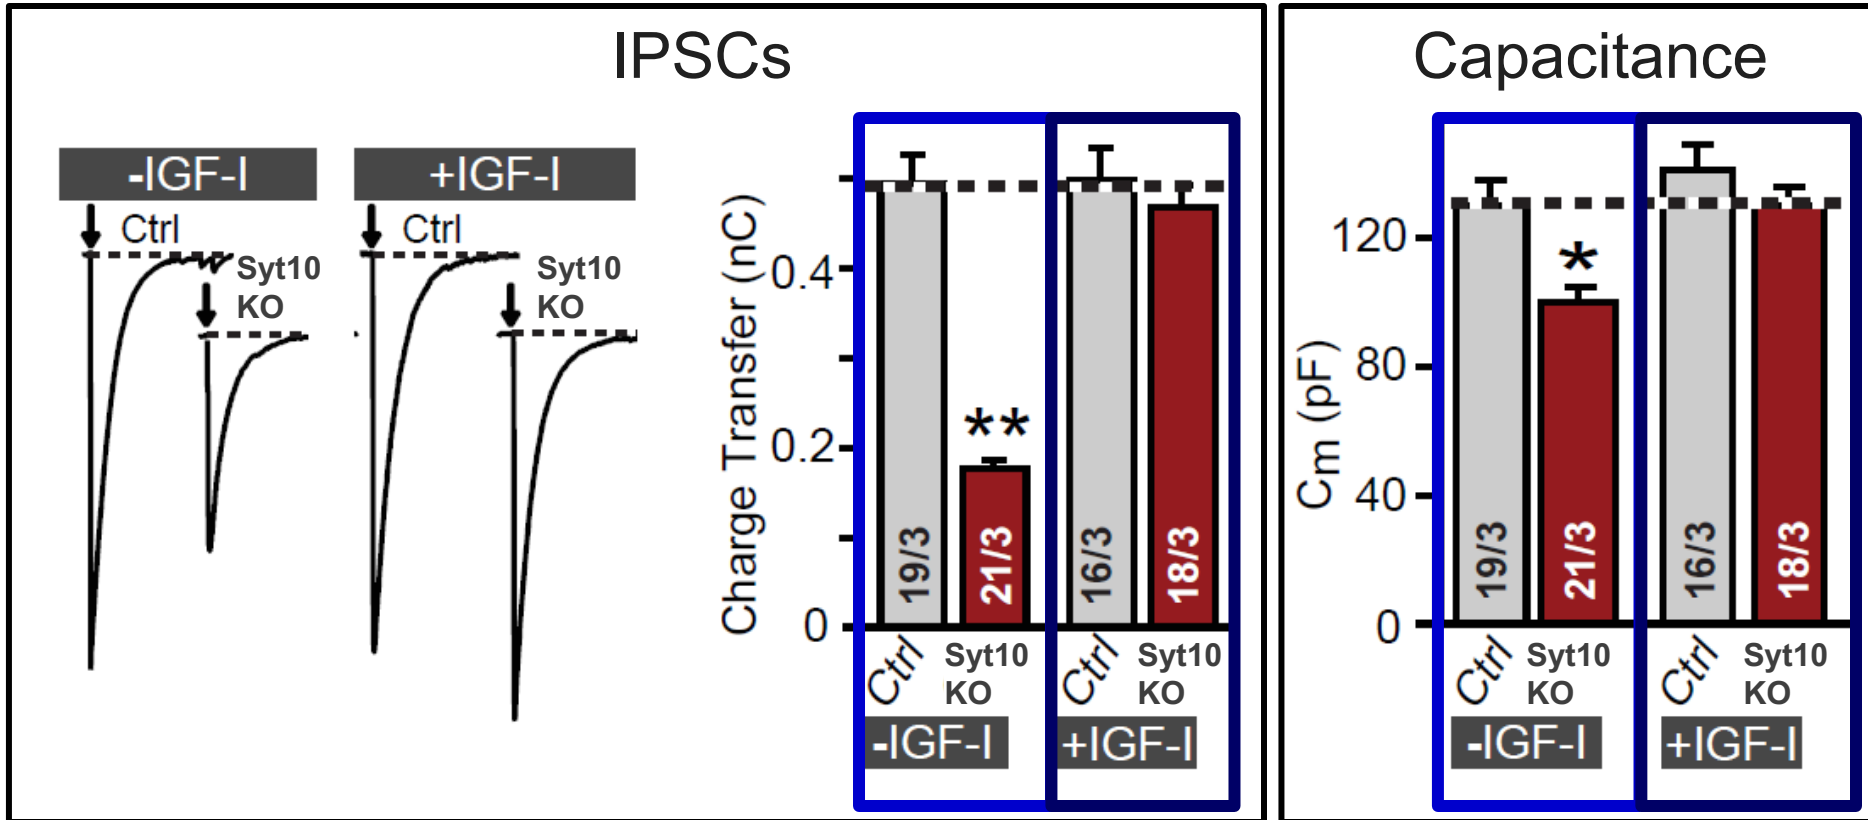 IPSCs
-IGF-I
+IGF-I
Ctrl
Syt10
KO
Ctrl
Syt10
KO
Charge Transfer (nC)
0.4
0.2
0
**
19/3
21/3
16/3
18/3
Ctrl
Syt10
KO
Ctrl
Syt10
KO
-IGF-I
+IGF-I
Capacitance
Cm (pF)
120
80
40
0
*
19/3
21/3
16/3
18/3
Ctrl
Syt10
KO
Ctrl
Syt10
KO
-IGF-I
+IGF-I